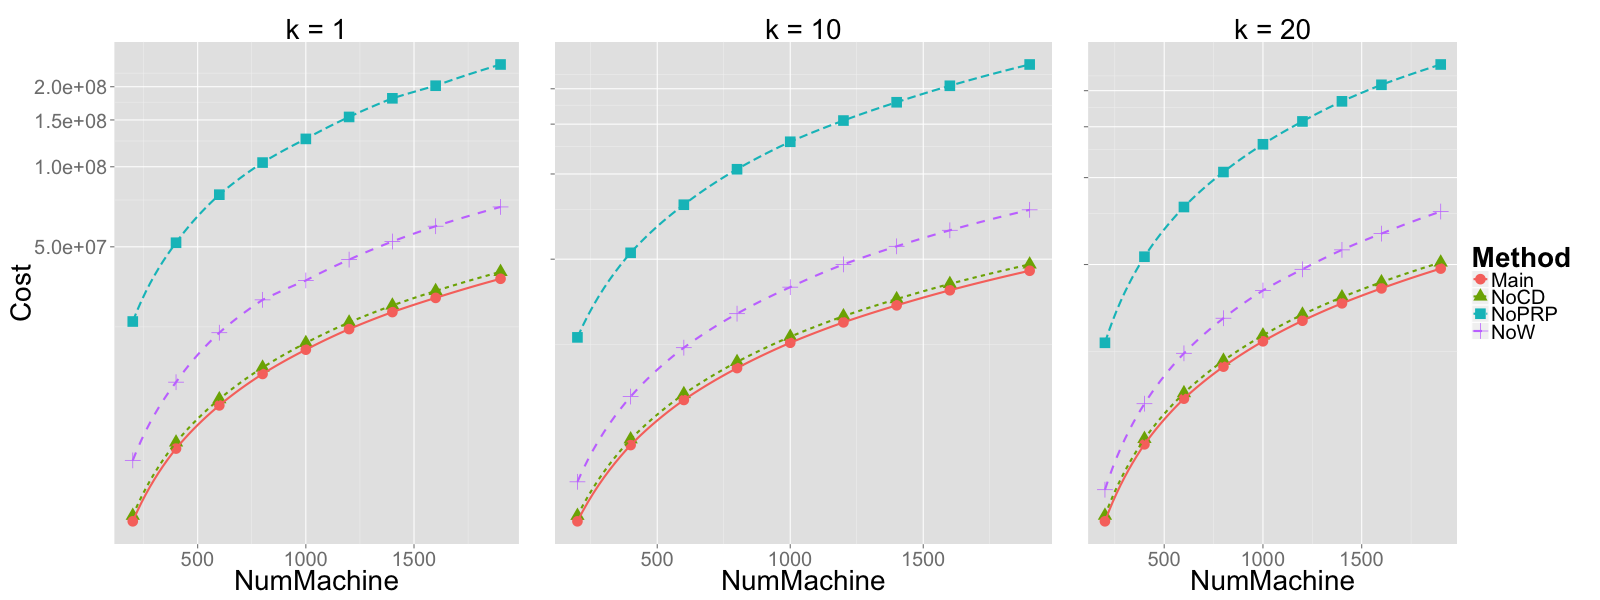 k = 1
k = 10
k = 20
2.0e+08
1.5e+08
1.0e+08
5.0e+07
Cost
500
1000
1500
500
1000
1500
500
1000
1500
NumMachine
NumMachine
NumMachine
Method
Main
NoCD
NoPRP
NoW